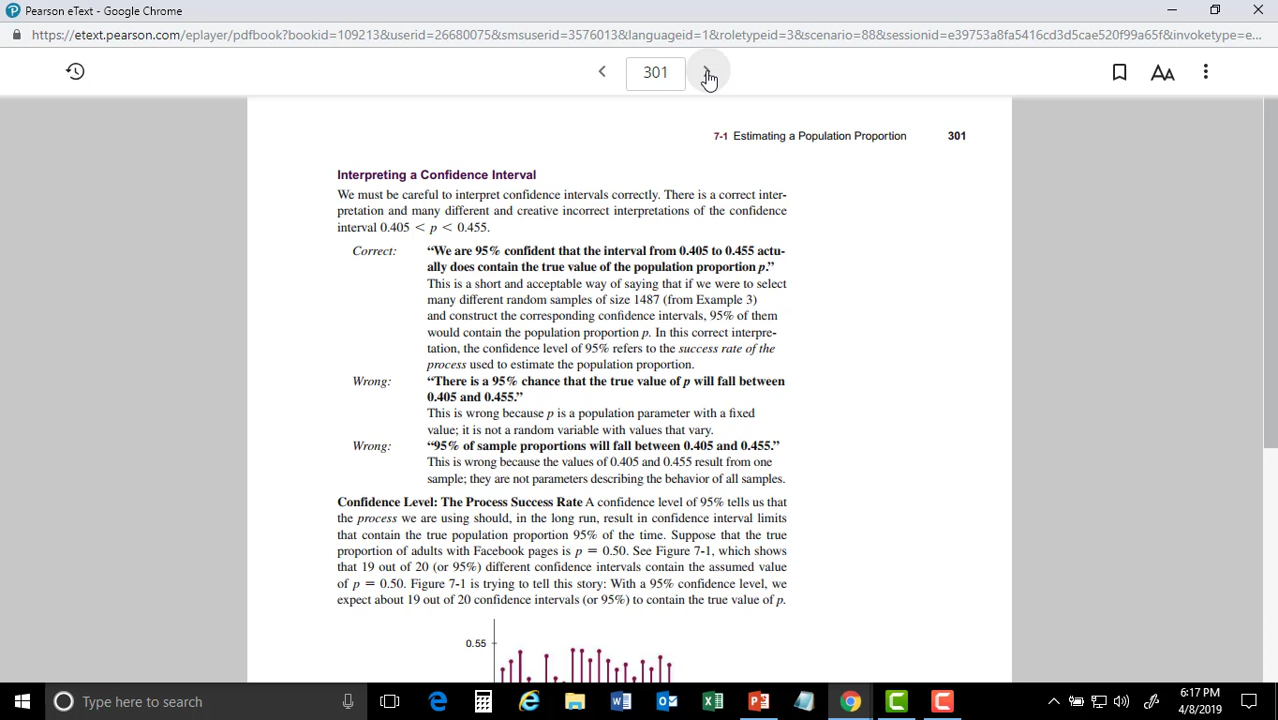 Pearson eText - Google Chrome
https://etext.pearson.com/eplayer/pdfbook?bookid=109213&userid=26680075&smsuserid=3576013&languageid=1&roletypeid=3&scenario=88&sessionid=e39753a8fa5416cd3d5cae520f99a65f&invoketype=e...
301
AA
7-1 Estimating a Population Proportion 301
Interpreting a Confidence Interval
We must be careful to interpret confidence intervals correctly. There is a correct inter-
pretation and many different and creative incorrect interpretations of the confidence
interval 0.405 < p < 0.455.
Correct: “We are 95% confident that the interval from 0.405 to 0.455 actu-
ally does contain the true value of the population proportion p.”
This is a short and acceptable way of saying that if we were to select
many different random samples of size 1487 (from Example 3)
and construct the corresponding confidence intervals, 95% of them
would contain the population proportion p. In this correct interpre-
tation, the confidence level of 95% refers to the success rate of the
process used to estimate the population proportion.
Wrong: “There is a 95% chance that the true value of p will fall between
0.405 and 0.455.”
This is wrong because p is a population parameter with a fixed
value; it is not a random variable with values that vary.
Wrong: “95% of sample proportions will fall between 0.405 and 0.455.”
This is wrong because the values of 0.405 and 0.455 result from one
sample; they are not parameters describing the behavior of all samples.
Confidence Level: The Process Success Rate A confidence level of 95% tells us that
the process we are using should, in the long run, result in confidence interval limits
that contain the true population proportion 95% of the time. Suppose that the true
proportion of adults with Facebook pages is p = 0.50. See Figure 7-1, which shows
that 19 out of 20 (or 95%) different confidence intervals contain the assumed value
of p = 0.50. Figure 7-1 is trying to tell this story: With a 95% confidence level, we
expect about 19 out of 20 confidence intervals (or 95%) to contain the true value of p.
0.55
Type here to search
6:17 PM
4/8/2019